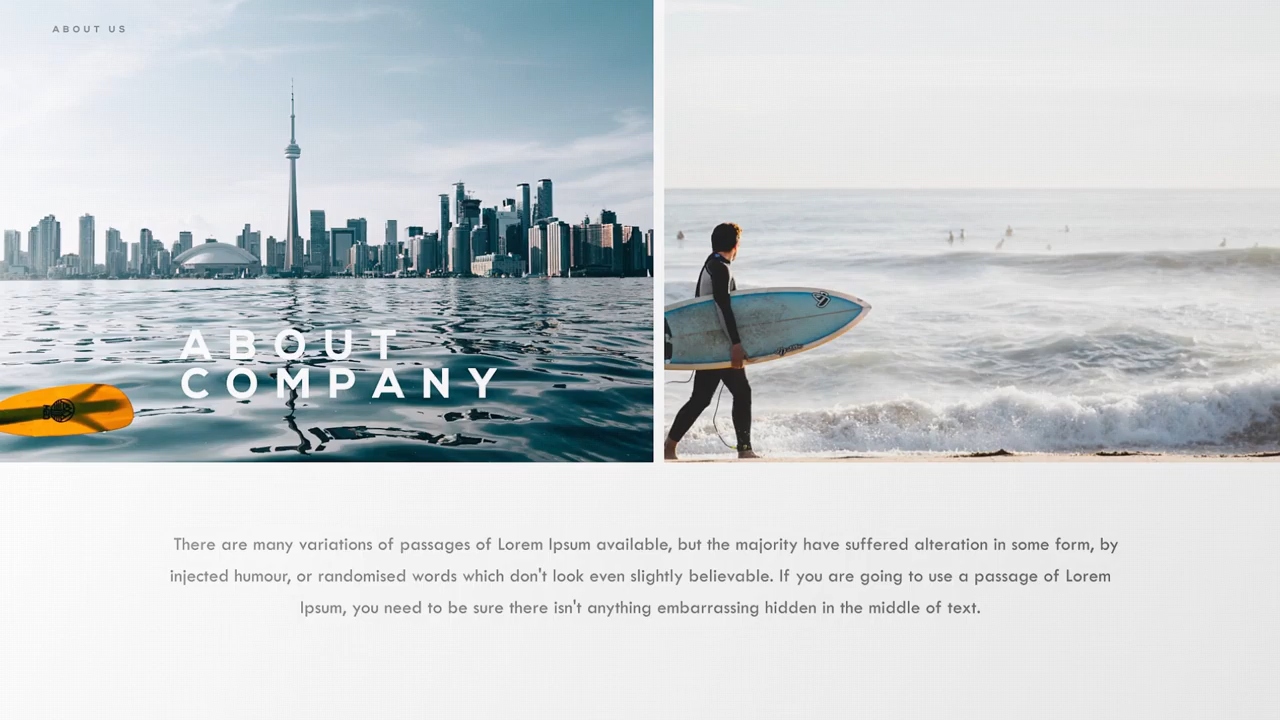 ABOUT US
ABOUT
COMPANY
There are many variations of passages of Lorem Ipsum available, but the majority have suffered alteration in some form, by
injected humour, or randomised words which don't look even slightly believable. If you are going to use a passage of Lorem
Ipsum, you need to be sure there isn't anything embarrassing hidden in the middle of text.